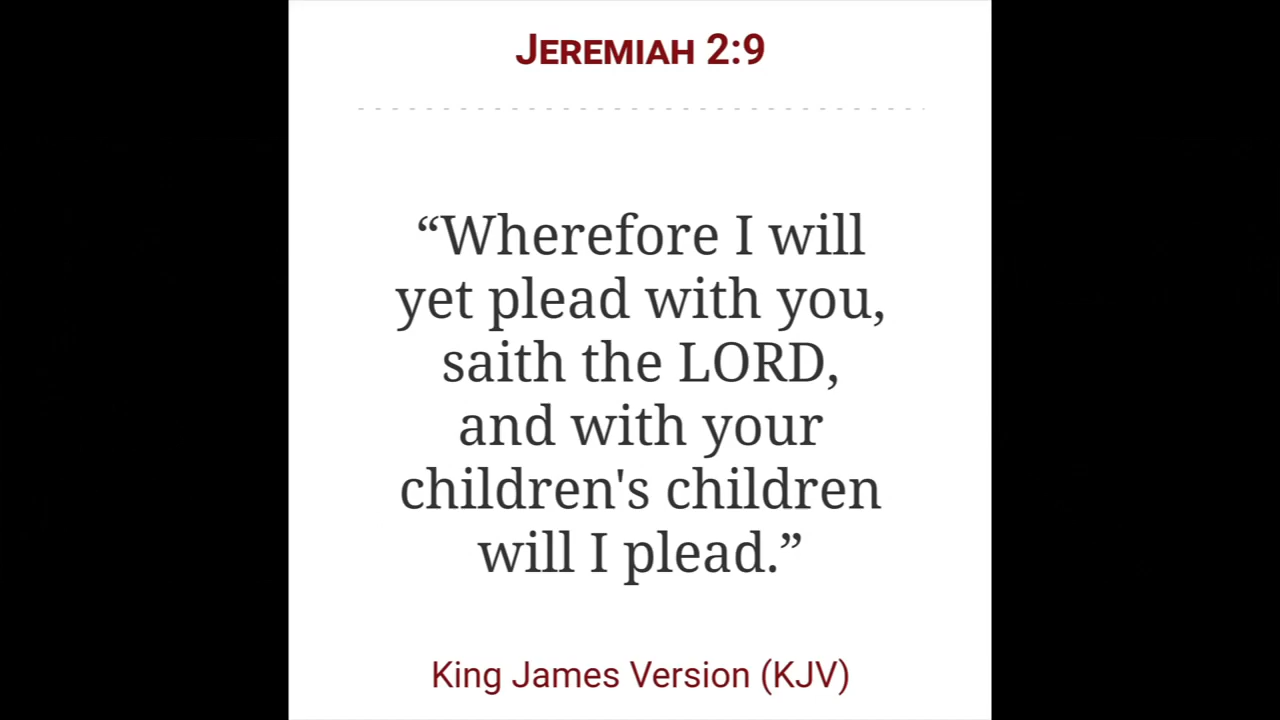 JEREMIAH 2:9
“Wherefore I will
yet plead with you,
saith the LORD,
and with your
children's children
will I plead.”
King James Version (KJV)